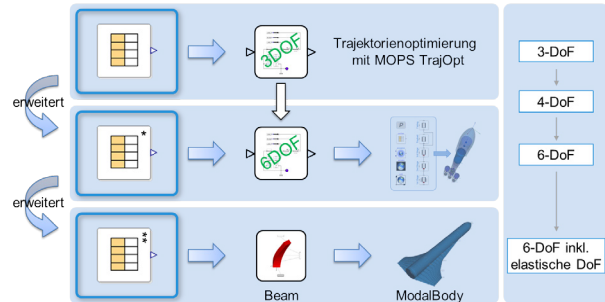 3DOF
Trajektorienoptimierung
mit MOPS TrajOpt
3-DoF
erweitert
4-DoF
*
6DOF
6-DoF
erweitert
**
6-DoF inkl.
elastische DoF
Beam
ModalBody